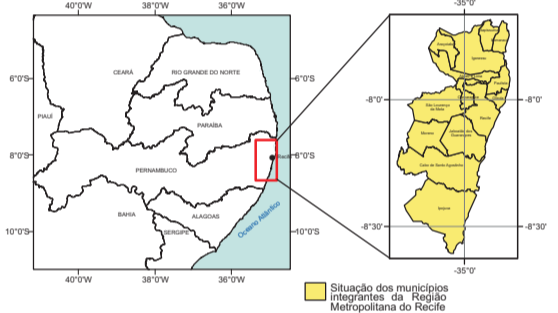 40°0'W
38°0'W
36°0'W
CEARÁ
RIO GRANDE DO NORTE
6°0'S
6°0'S
PIAUÍ
PARAÍBA
8°0'S
8°0'S
Recife
PERNAMBUCO
BAHIA
ALAGOAS
SERGIPE
Oceano Atlântico
10°0'S
10°0'S
40°0'W
38°0'W
36°0'W
-35°0'
Igarassu
-8°0'
-8°0'
São Lourenço
da Mata
Recife
Moreno
Jaboatão dos
Guararapes
Cabo de Santo Agostinho
Ipojuca
-8°30'
-8°30'
-35°0'
Situação dos municípios
integrantes da Região
Metropolitana do Recife